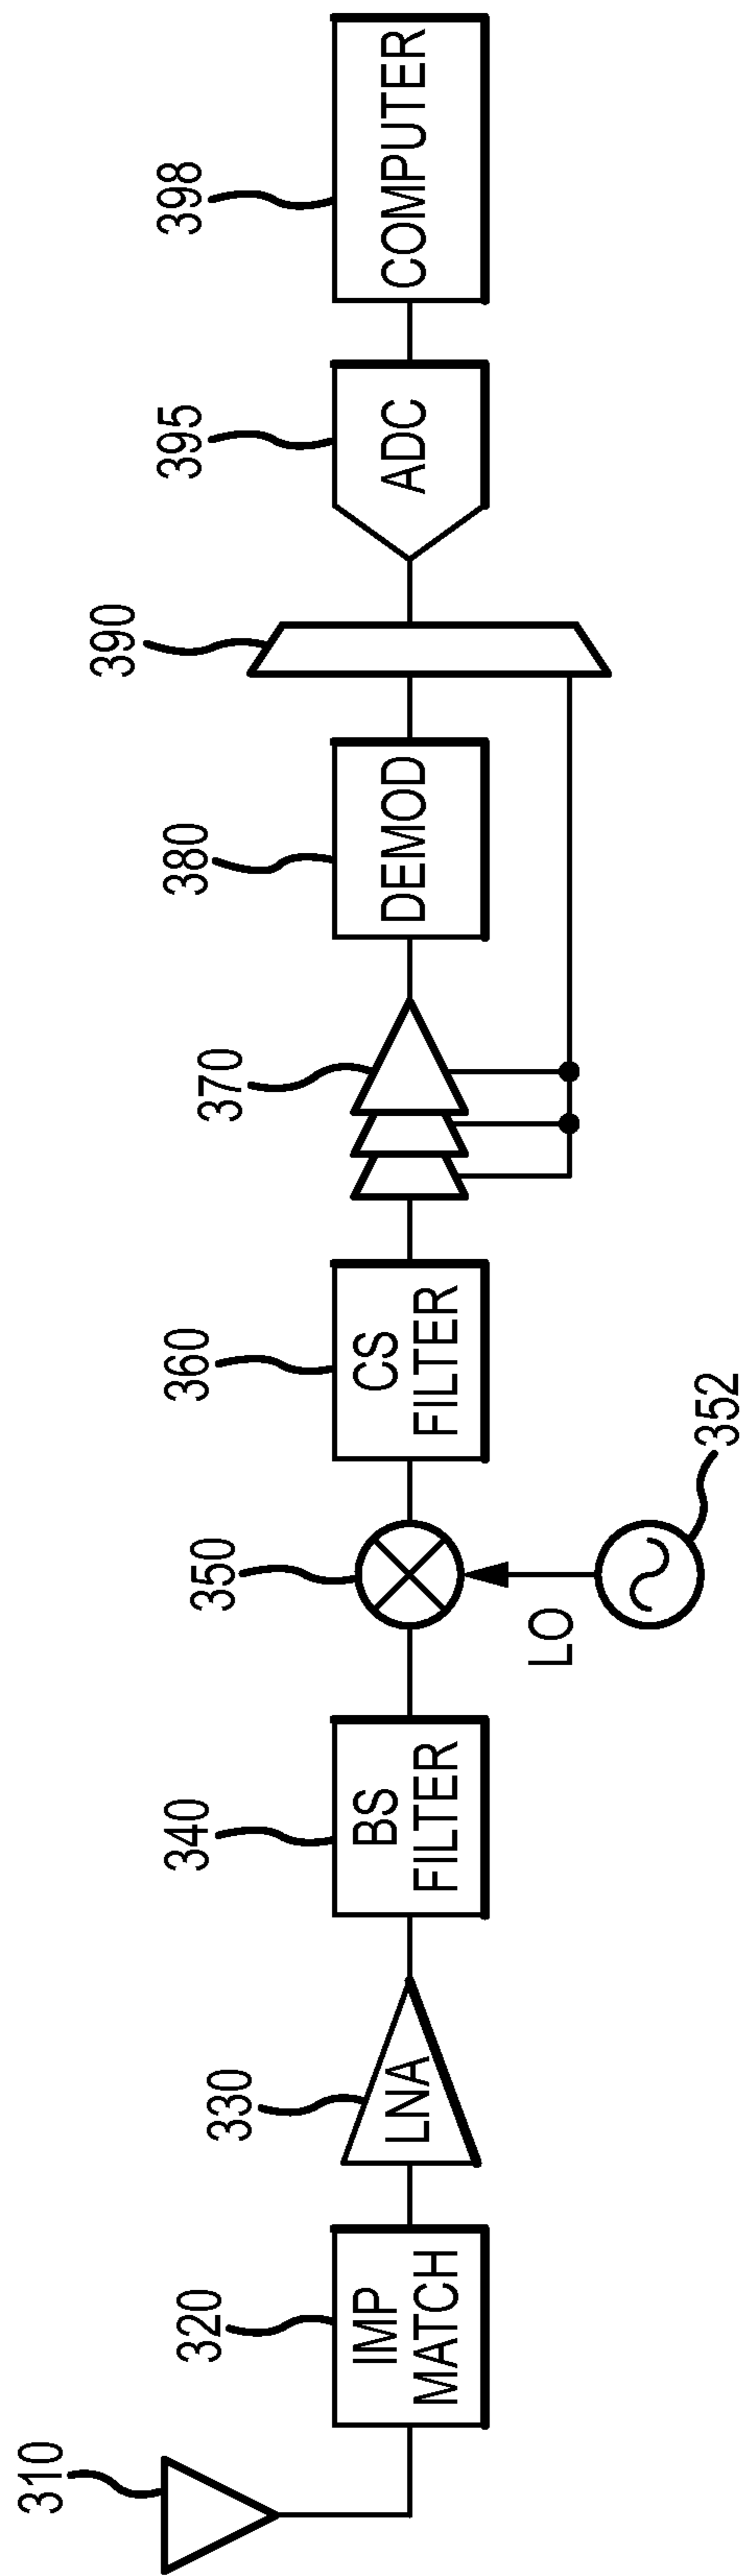 310
320
IMP
MATCH
330
LNA
340
BS
FILTER
350
LO
352
360
CS
FILTER
370
380
DEMOD
390
395
ADC
398
COMPUTER